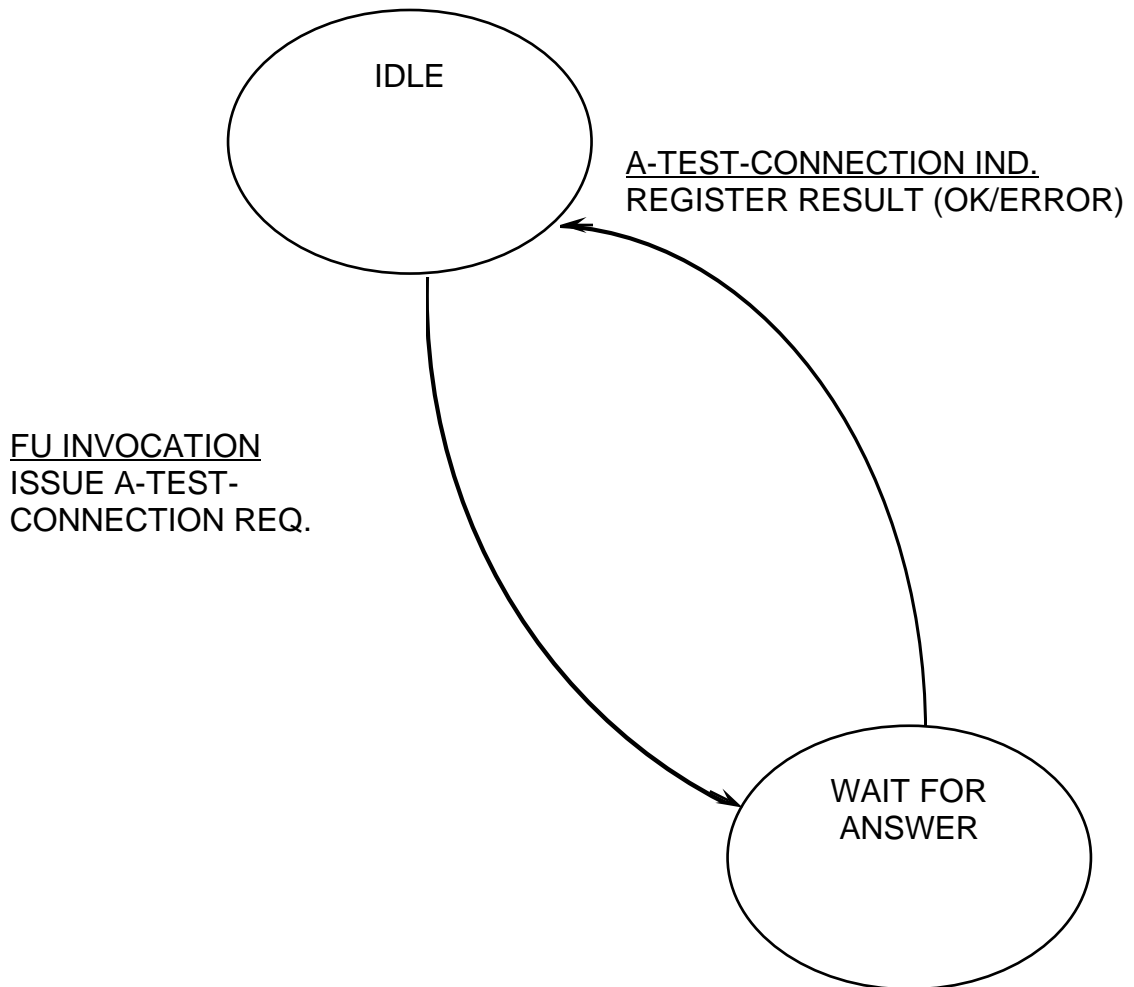 IDLE
A-TEST-CONNECTION IND.
REGISTER RESULT (OK/ERROR)
FU INVOCATION
ISSUE A-TEST-
CONNECTION REQ.
WAIT FOR
ANSWER